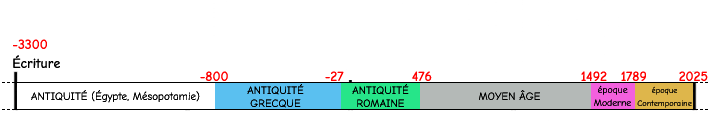 -3300
Écriture
-800
-27
476
1492
1789
2025
ANTIQUITÉ (Égypte, Mésopotamie)
ANTIQUITÉ
GRECQUE
ANTIQUITÉ
ROMAINE
MOYEN ÂGE
époque
Moderne
époque
Contemporaine